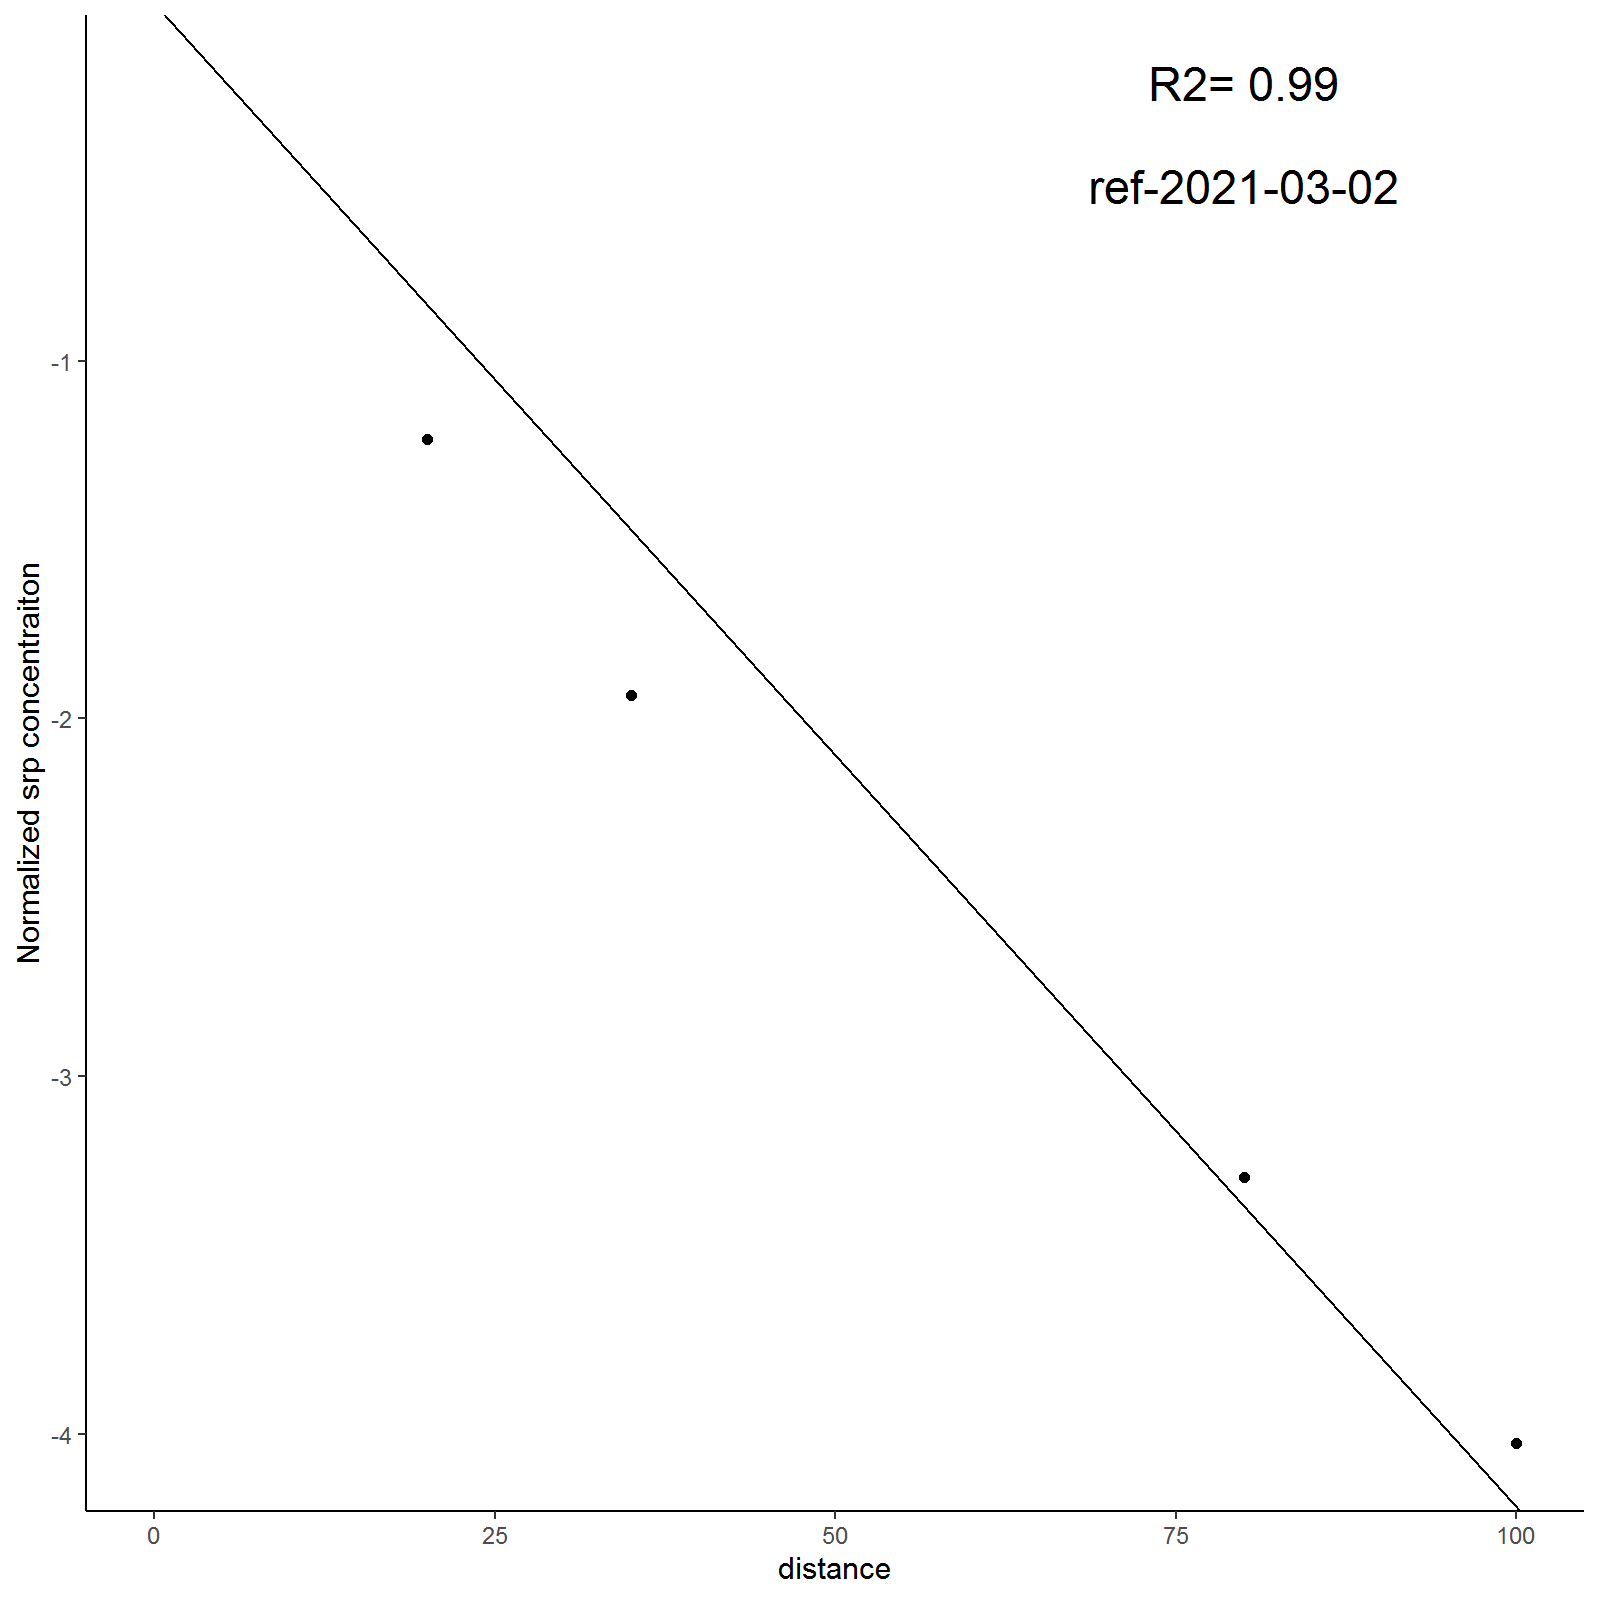 R2= 0.99
ref-2021-03-02
Normalized srp concentraiton
-1
-2
-3
-4
0
25
50
75
100
distance